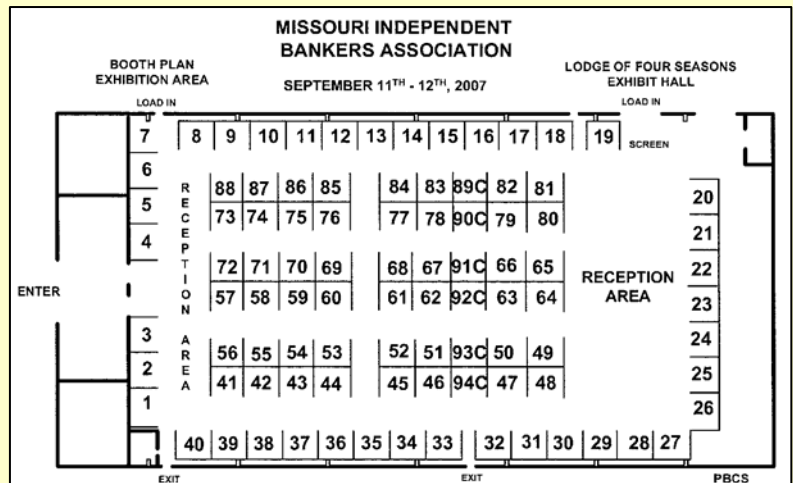 MISSOURI INDEPENDENT
BANKERS ASSOCIATION
BOOTH PLAN
EXHIBITION AREA
SEPTEMBER 11TH - 12TH, 2007
LODGE OF FOUR SEASONS
EXHIBIT HALL
LOAD IN
LOAD IN
7 8 9 10 11 12 13 14 15 16 17 18 19 SCREEN
6
5
4
ENTER
3
2
1
RECEPTION AREA
88 87 86 85 84 83 89C 82 81
73 74 75 76 77 78 90C 79 80
72 71 70 69 68 67 91C 66 65
57 58 59 60 61 62 92C 63 64
56 55 54 53 52 51 93C 50 49
41 42 43 44 45 46 94C 47 48
RECEPTION
AREA
20
21
22
23
24
25
26
40 39 38 37 36 35 34 33 32 31 30 29 28 27
EXIT EXIT PBCS